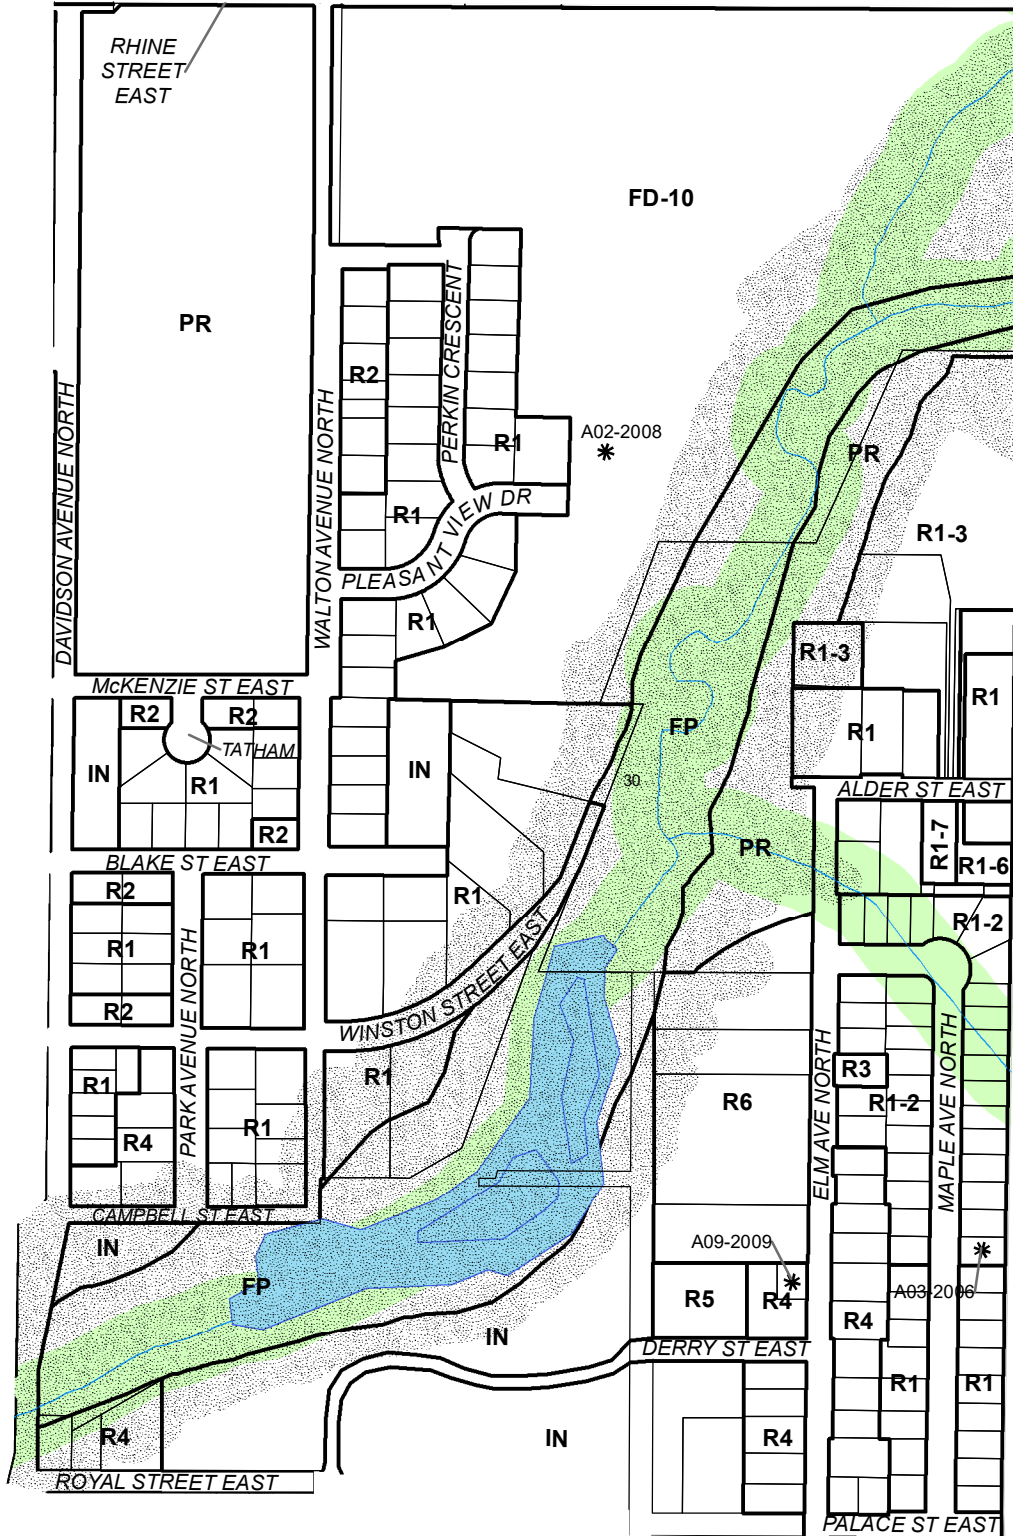 RHINE
STREET
EAST
FD-10
PR
DAVIDSON AVENUE NORTH
WALTON AVENUE NORTH
R2
PERKIN CRESCENT
R1
A02-2008
PR
R1
PLEASANT VIEW DR
R1-3
R1
R1-3
McKENZIE ST EAST
R1
R2
R2
FP
R1
TATHAM
IN
R1
IN
30
ALDER ST EAST
R2
PR
R1-7
BLAKE ST EAST
R1-6
R2
R1
R1-2
R1
R1
R2
PARK AVENUE NORTH
WINSTON STREET EAST
ELM AVE NORTH
MAPLE AVE NORTH
R1
R1
R3
R6
R1-2
R4
R1
CAMPBELL ST EAST
IN
A09-2009
FP
A03-2006
R5
R4
R4
IN
DERRY ST EAST
R1
R1
R4
IN
R4
ROYAL STREET EAST
PALACE ST EAST